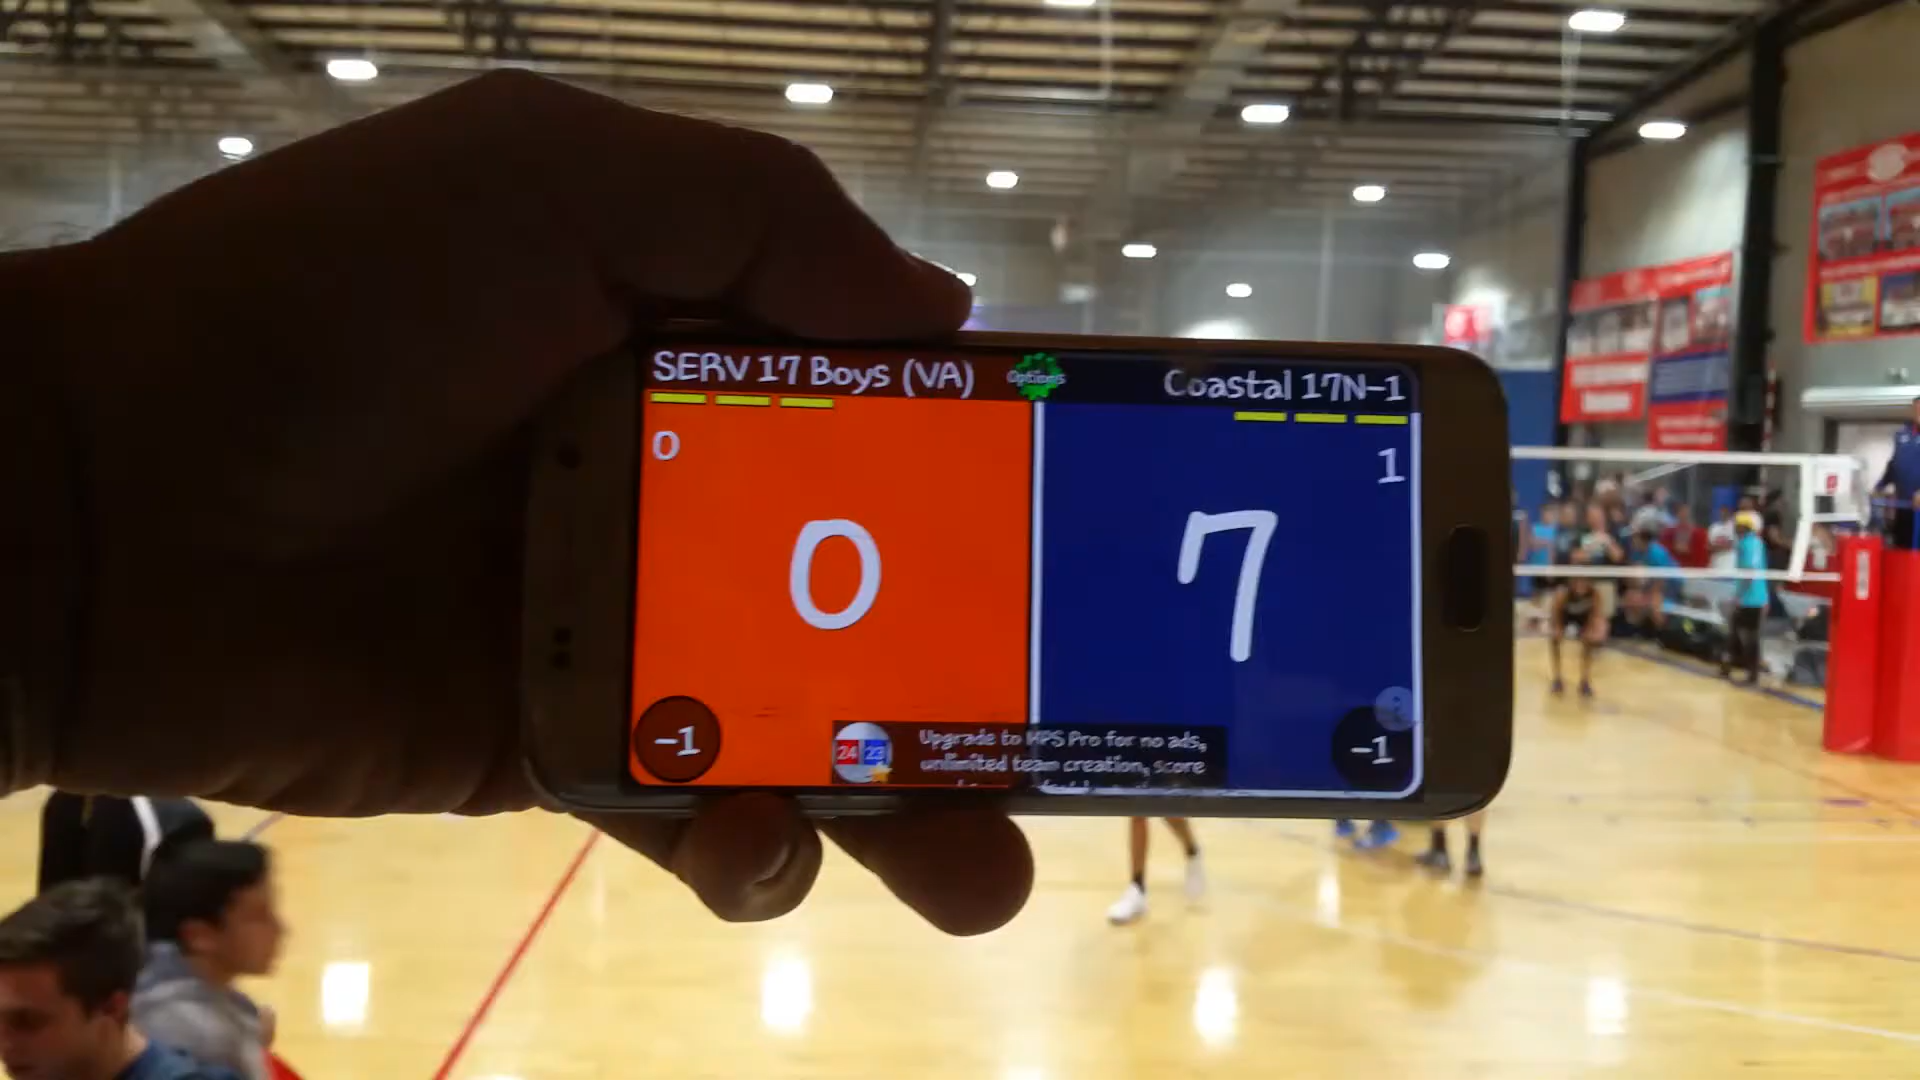 SERV 17 Boys (VA)
Options
Coastal 17N-1
0
1
0
7
-1
-1
24 23
Upgrade to MPS Pro for no ads,
unlimited team creation, score